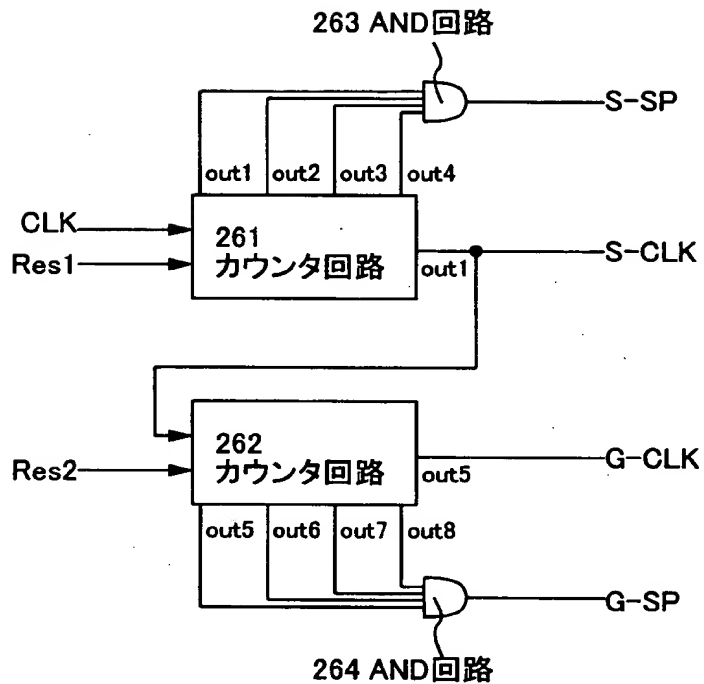 263 AND回路
S-SP
out1 out2 out3 out4
CLK
Res1
261
カウンタ回路
out1
S-CLK
262
カウンタ回路
Res2
out5
G-CLK
out5 out6 out7 out8
G-SP
264 AND回路